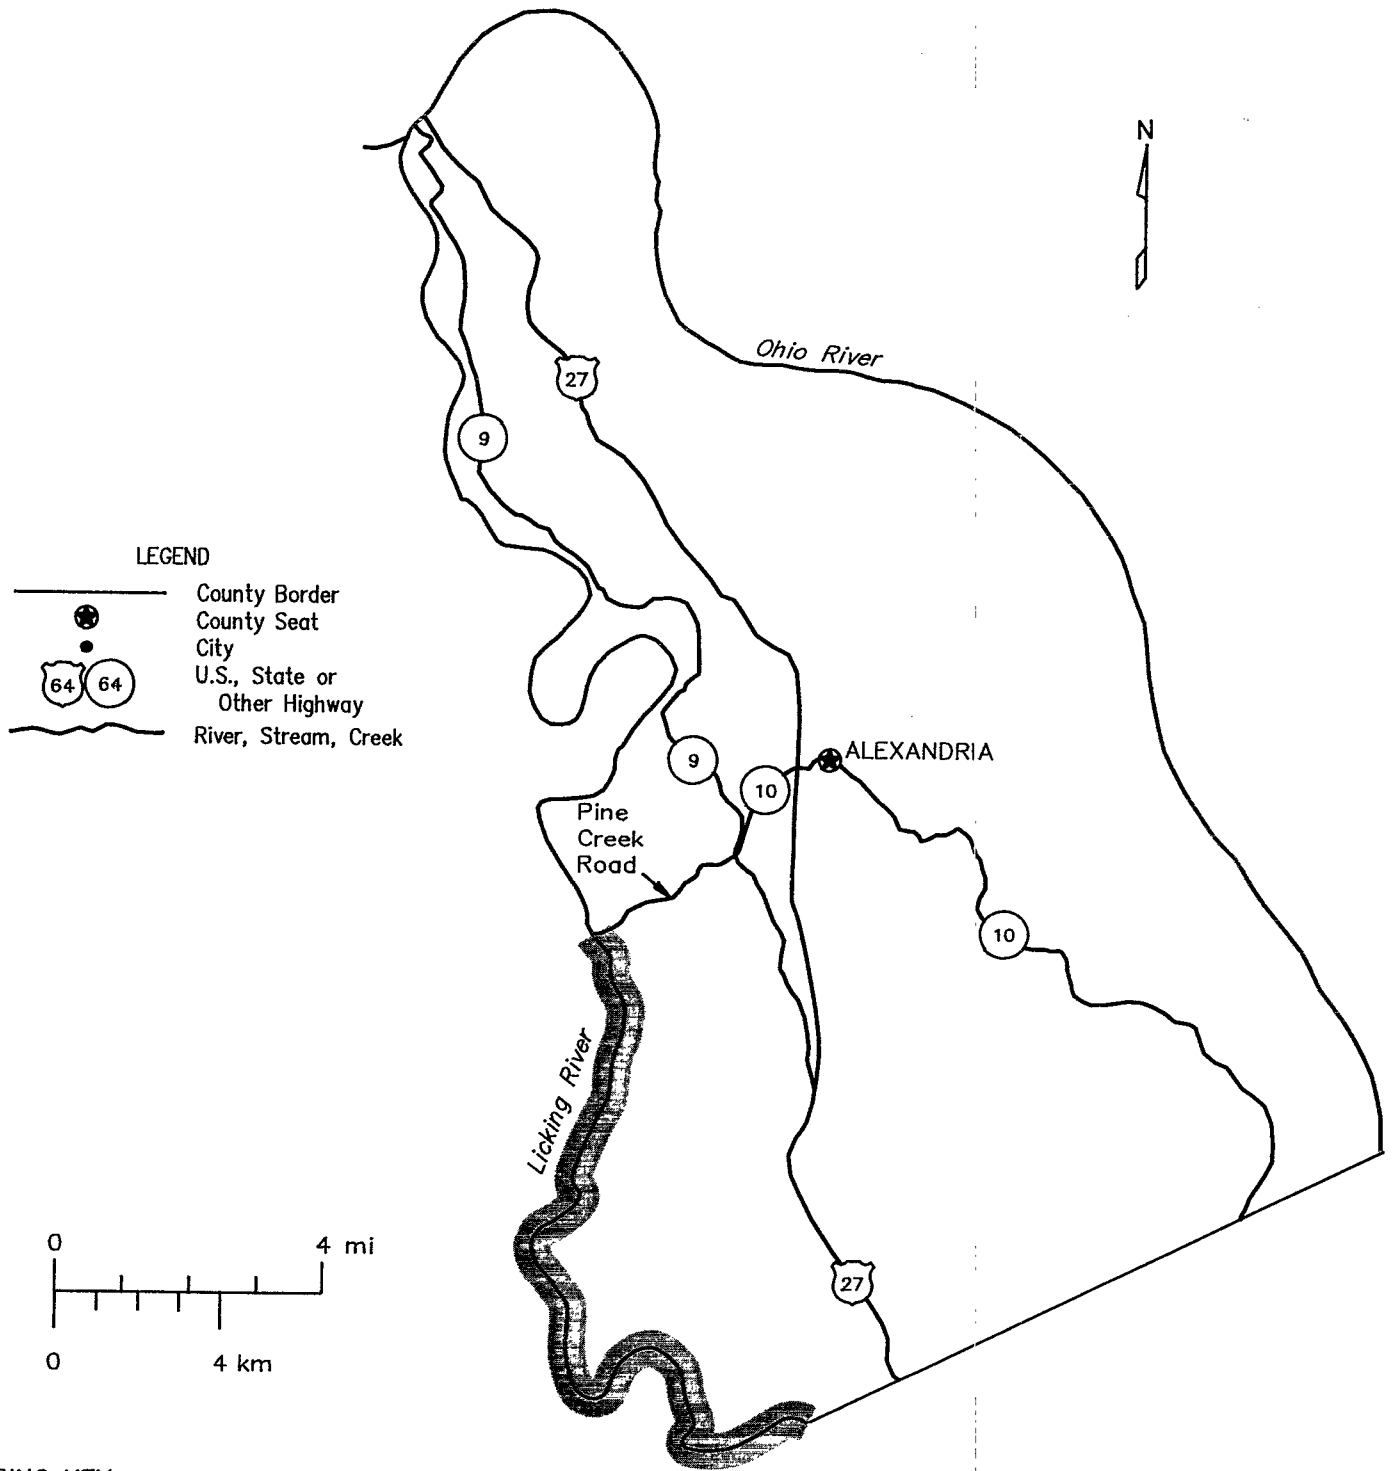 N
Ohio River
27
9
LEGEND
County Border
County Seat
City
64 64
U.S., State or
Other Highway
River, Stream, Creek
ALEXANDRIA
9
10
Pine
Creek
Road
10
Licking River
0
4 mi
27
0
4 km